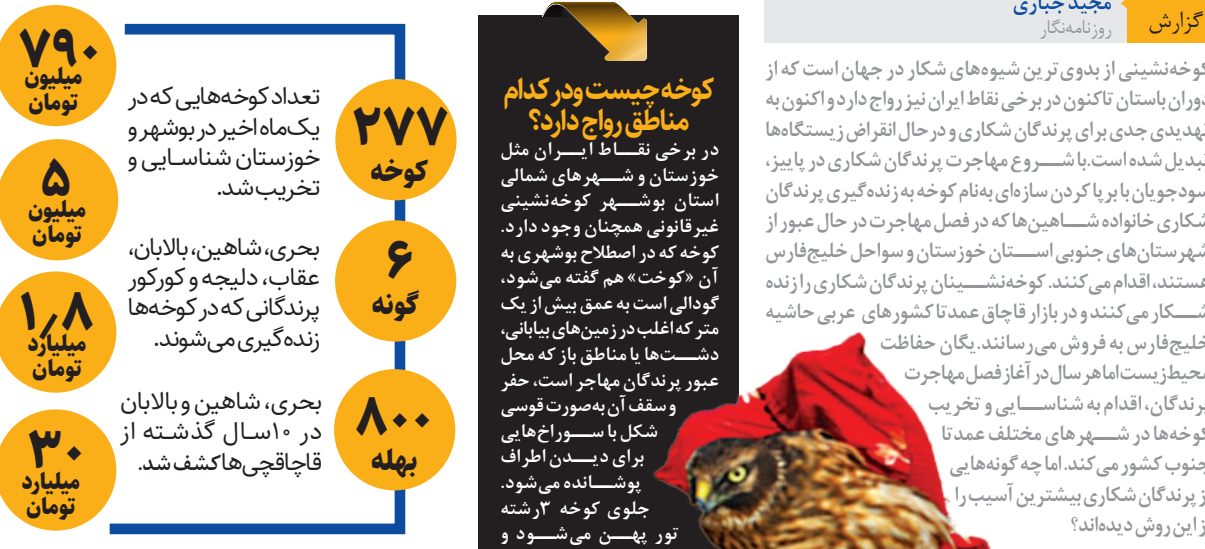 گزارش
مجید جباری
روزنامه‌نگار
کوخه‌نشینی از بدوی‌ترین شیوه‌های شکار در جهان است که از
دوران باستان تاکنون در برخی نقاط ایران نیز رواج دارد و اکنون به
تهدیدی جدی برای پرندگان شکاری و در حال انقراض زیستگاه‌ها
تبدیل شده است.با شروع مهاجرت پرندگان شکاری در پاییز،
سودجویان با برپا کردن سازه‌ای به‌نام کوخه به زنده‌گیری پرندگان
شکاری خانواده شاهین‌ها که در فصل مهاجرت در حال عبور از
شهرستان‌های جنوبی استان خوزستان و سواحل خلیج‌فارس
هستند، اقدام می‌کنند. کوخه‌نشینان پرندگان شکاری را زنده
شکار می‌کنند و در بازار قاچاق عمدتا کشورهای عربی حاشیه
خلیج‌فارس به فروش می‌رسانند. یگان حفاظت
محیط‌زیست اما هر سال در آغاز فصل مهاجرت
پرندگان، اقدام به شناسایی و تخریب
کوخه‌ها در شهرهای مختلف عمدتا
جنوب کشور می‌کند. اما چه گونه‌هایی
از پرندگان شکاری بیشترین آسیب را
از این روش دیده‌اند؟
کوخه چیست ودر کدام
مناطق رواج دارد؟
در برخی نقاط ایران مثل
خوزستان و شهرهای شمالی
استان بوشهر کوخه‌نشینی
غیرقانونی همچنان وجود دارد.
کوخه که در اصطلاح بوشهری به
آن «کوخت» هم گفته می‌شود،
گودالی است به عمق بیش از یک
متر که اغلب در زمین‌های بیابانی،
دشت‌ها یا مناطق باز که محل
عبور پرندگان مهاجر است، حفر
و سقف آن به‌صورت قوسی
شکل با سوراخ‌هایی
برای دیدن اطراف
پوشانده می‌شود.
جلوی کوخه ۳رشته
تور پهن می‌شود و
۲۷۷
کوخه
تعداد کوخه‌هایی که در
یک‌ماه اخیر در بوشهر و
خوزستان شناسایی و
تخریب شد.
۶
گونه
بحری، شاهین، بالابان،
عقاب، دلیجه و کورکور
پرندگانی که در کوخه‌ها
زنده‌گیری می‌شوند.
۸۰۰
بهله
بحری، شاهین و بالابان
در ۱۰سال گذشته از
قاچاقچی‌ها کشف شد.
۷۹۰
میلیون
تومان
۵
میلیون
تومان
۱٫۸
میلیارد
تومان
۳۰
میلیارد
تومان